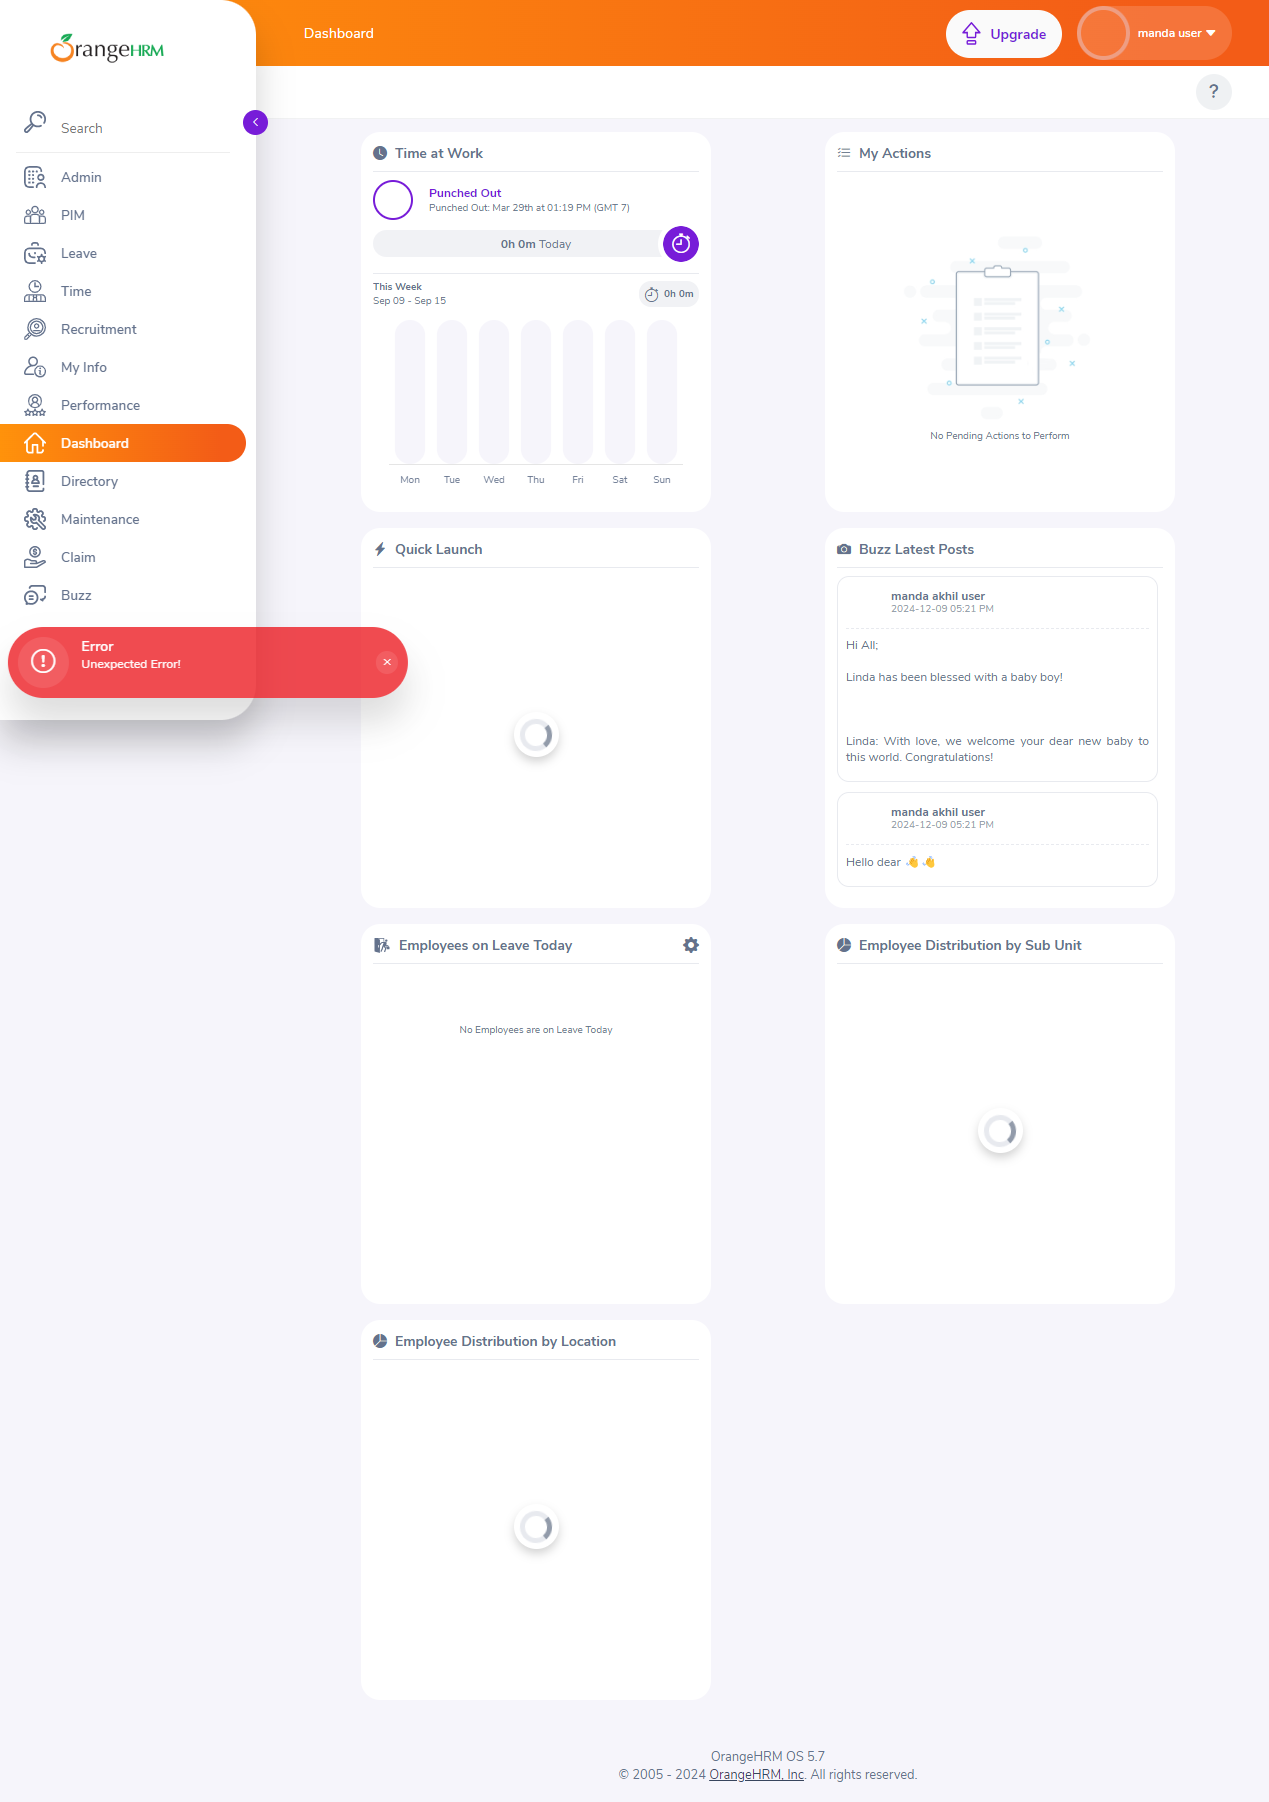 OrangeHRM
Dashboard
Upgrade
manda user
?
Search
Admin
PIM
Leave
Time
Recruitment
My Info
Performance
Dashboard
Directory
Maintenance
Claim
Buzz
Error
Unexpected Error!
Time at Work
Punched Out
Punched Out: Mar 29th at 01:19 PM (GMT 7)
0h 0m Today
This Week
Sep 09 - Sep 15
0h 0m
Mon Tue Wed Thu Fri Sat Sun
My Actions
No Pending Actions to Perform
Quick Launch
Buzz Latest Posts
manda akhil user
2024-12-09 05:21 PM
Hi All;
Linda has been blessed with a baby boy!
Linda: With love, we welcome your dear new baby to
this world. Congratulations!
manda akhil user
2024-12-09 05:21 PM
Hello dear 👋👋
Employees on Leave Today
No Employees are on Leave Today
Employee Distribution by Sub Unit
Employee Distribution by Location
OrangeHRM OS 5.7
© 2005 - 2024 OrangeHRM, Inc. All rights reserved.